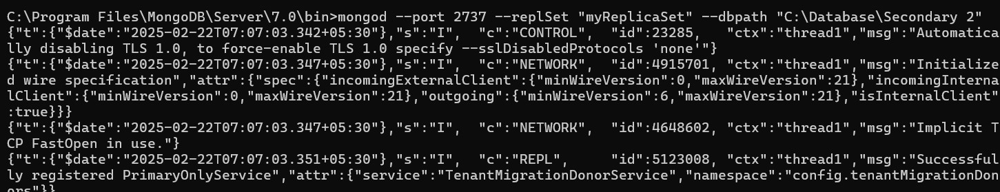 C:\Program Files\MongoDB\Server\7.0\bin>mongod --port 2737 --replSet "myReplicaSet" --dbpath "C:\Database\Secondary 2"
{"t":{"$date":"2025-02-22T07:07:03.342+05:30"},"s":"I",  "c":"CONTROL",  "id":23285,   "ctx":"thread1","msg":"Automatica
lly disabling TLS 1.0, to force-enable TLS 1.0 specify --sslDisabledProtocols 'none'"}
{"t":{"$date":"2025-02-22T07:07:03.347+05:30"},"s":"I",  "c":"NETWORK",  "id":4915701, "ctx":"thread1","msg":"Initialize
d wire specification","attr":{"spec":{"incomingExternalClient":{"minWireVersion":0,"maxWireVersion":21},"incomingInterna
lClient":{"minWireVersion":0,"maxWireVersion":21},"outgoing":{"minWireVersion":6,"maxWireVersion":21},"isInternalClient"
:true}}}
{"t":{"$date":"2025-02-22T07:07:03.347+05:30"},"s":"I",  "c":"NETWORK",  "id":4648602, "ctx":"thread1","msg":"Implicit T
CP FastOpen in use."}
{"t":{"$date":"2025-02-22T07:07:03.351+05:30"},"s":"I",  "c":"REPL",     "id":5123008, "ctx":"thread1","msg":"Successful
ly registered PrimaryOnlyService","attr":{"service":"TenantMigrationDonorService","namespace":"config.tenantMigrationDon
ors"}}